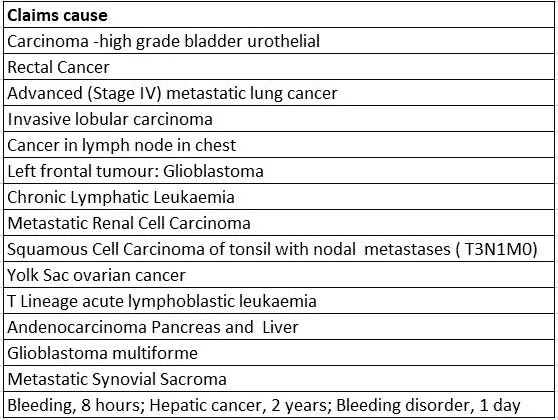 Claims cause
Carcinoma -high grade bladder urothelial
Rectal Cancer
Advanced (Stage IV) metastatic lung cancer
Invasive lobular carcinoma
Cancer in lymph node in chest
Left frontal tumour: Glioblastoma
Chronic Lymphatic Leukaemia
Metastatic Renal Cell Carcinoma
Squamous Cell Carcinoma of tonsil with nodal  metastases ( T3N1M0)
Yolk Sac ovarian cancer
T Lineage acute lymphoblastic leukaemia
Andenocarcinoma Pancreas and  Liver
Glioblastoma multiforme
Metastatic Synovial Sacroma
Bleeding, 8 hours; Hepatic cancer, 2 years; Bleeding disorder, 1 day